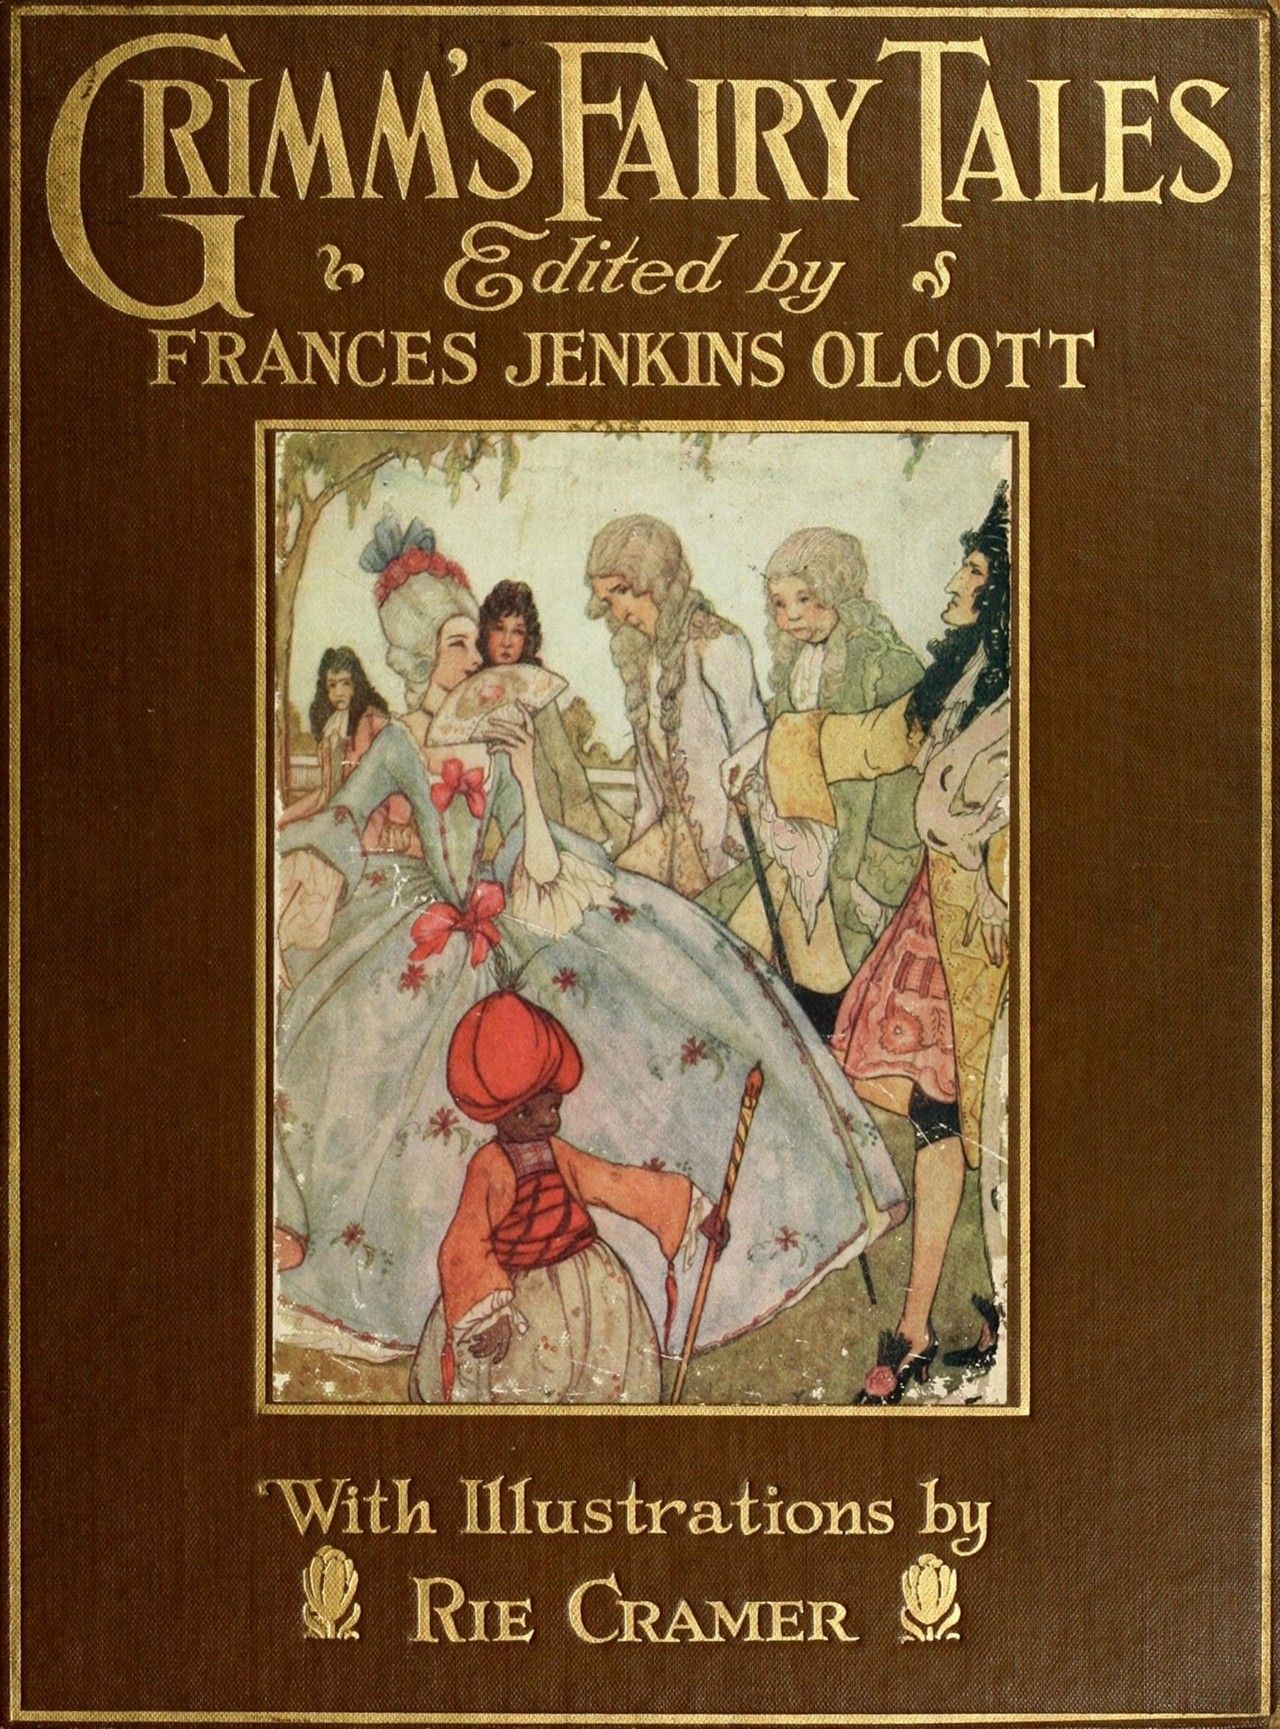 GRIMM'S FAIRY TALES
Edited by
FRANCES JENKINS OLCOTT
With Illustrations by
RIE CRAMER